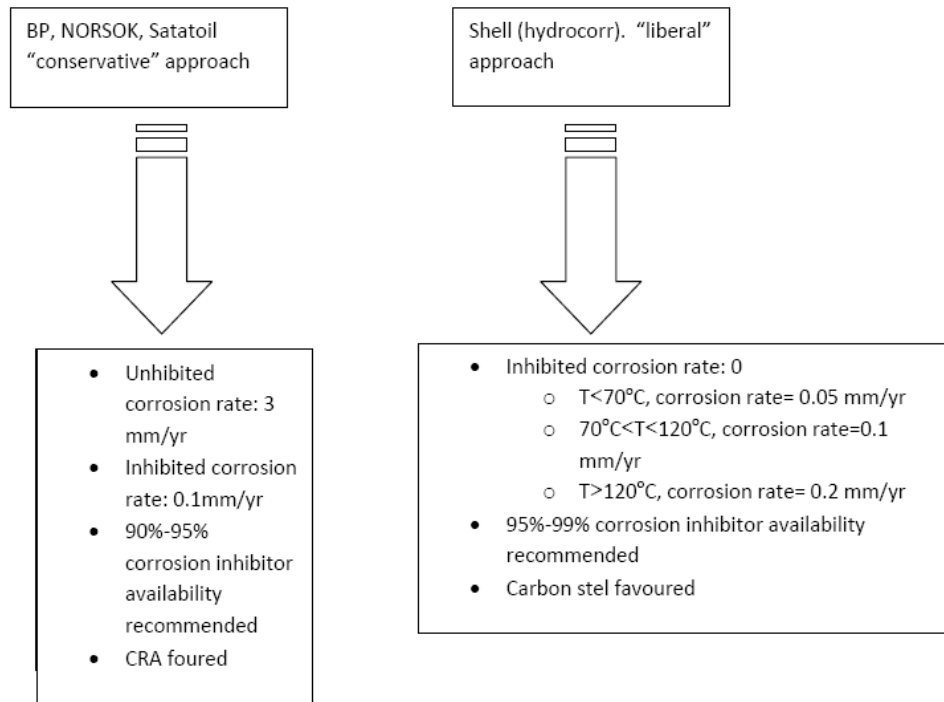 BP, NORSOK, Satatoil
“conservative” approach
Shell (hydrocorr). “liberal”
approach
• Unhibited
corrosion rate: 3
mm/yr
• Inhibited corrosion
rate: 0.1mm/yr
• 90%-95%
corrosion inhibitor
availability
recommended
• CRA foured
• Inhibited corrosion rate: 0
o T<70°C, corrosion rate= 0.05 mm/yr
o 70°C<T<120°C, corrosion rate=0.1
mm/yr
o T>120°C, corrosion rate= 0.2 mm/yr
• 95%-99% corrosion inhibitor availability
recommended
• Carbon stel favoured